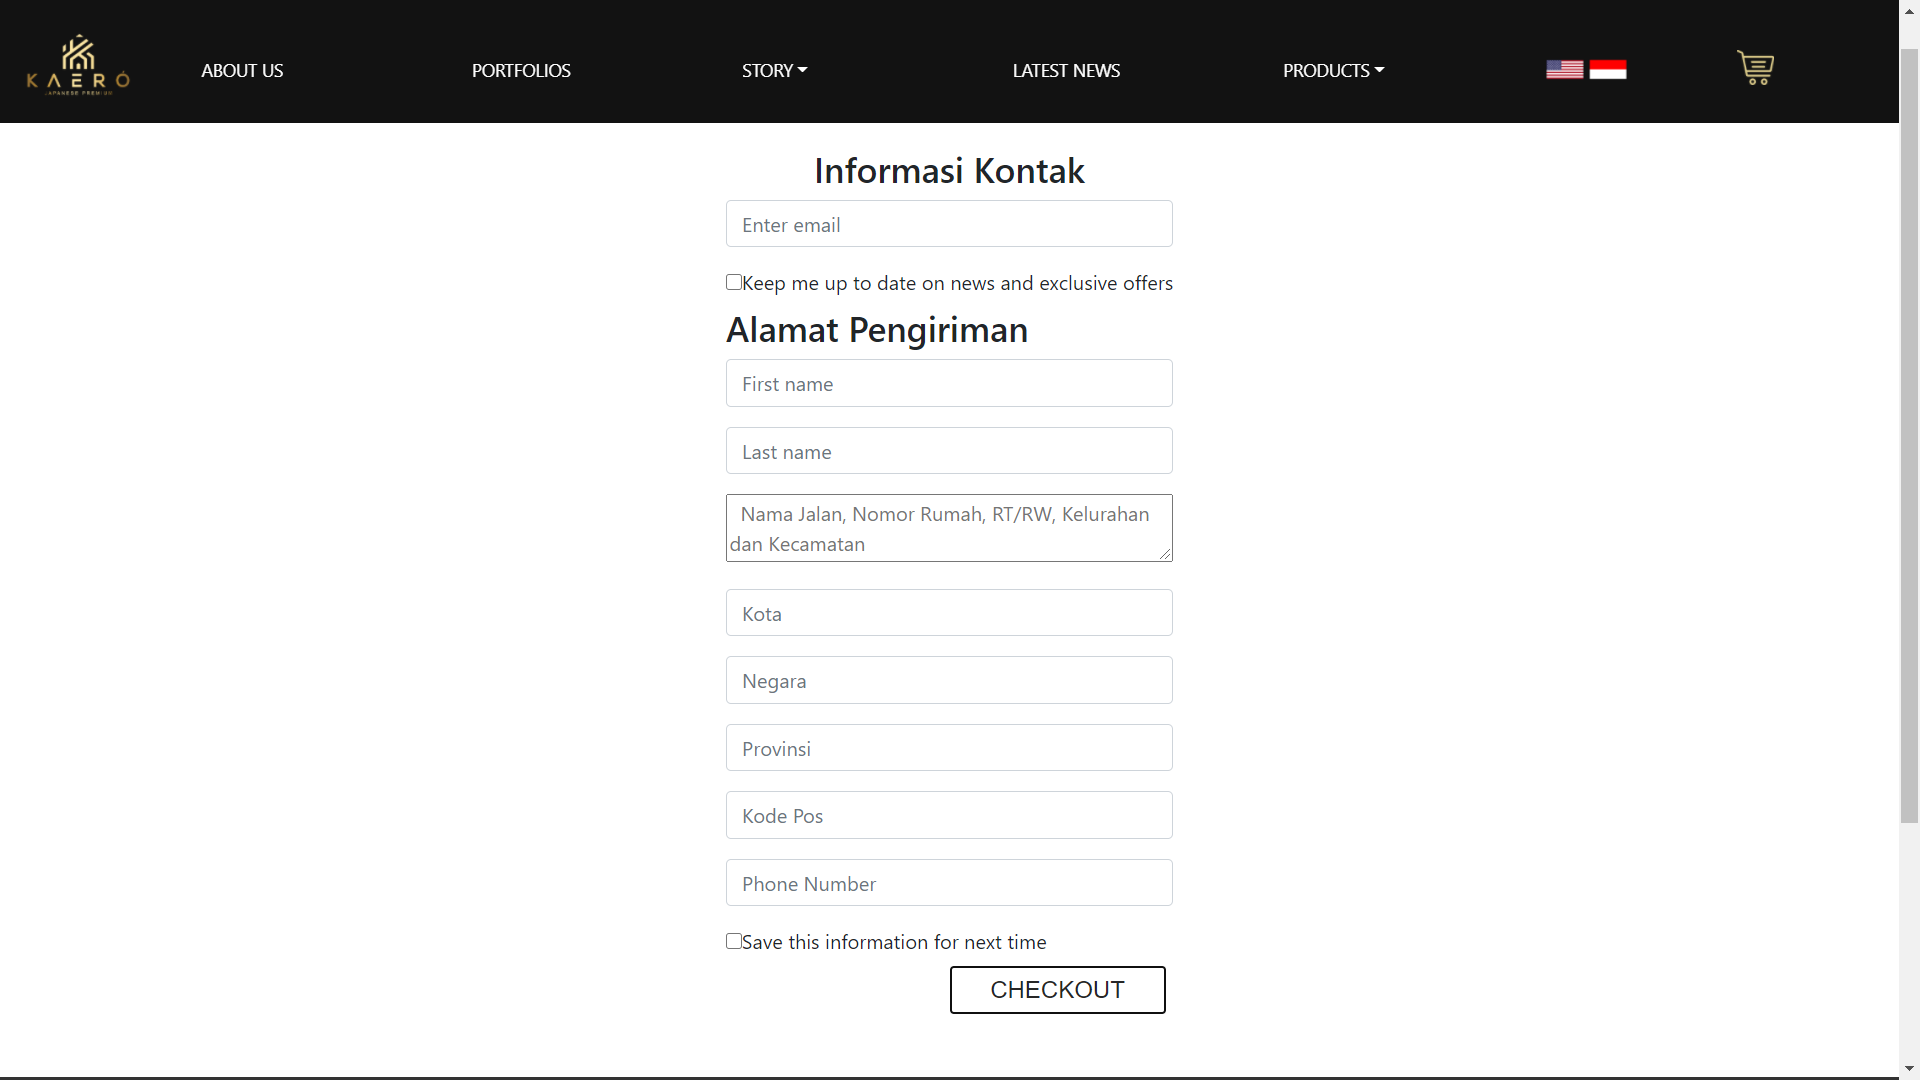 KAERÓ
JAPANESE PREMIUM
ABOUT US
PORTFOLIOS
STORY
LATEST NEWS
PRODUCTS
Informasi Kontak
Enter email
Keep me up to date on news and exclusive offers
Alamat Pengiriman
First name
Last name
Nama Jalan, Nomor Rumah, RT/RW, Kelurahan
dan Kecamatan
Kota
Negara
Provinsi
Kode Pos
Phone Number
Save this information for next time
CHECKOUT